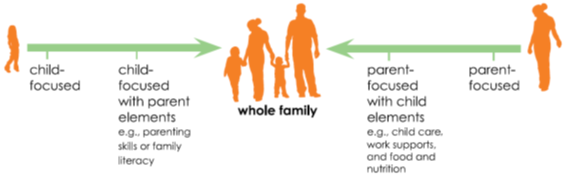 child-
focused
child-
focused
with parent
elements
e.g., parenting
skills or family
literacy
whole family
parent-
focused
with child
elements
e.g., child care,
work supports,
and food and
nutrition
parent-
focused